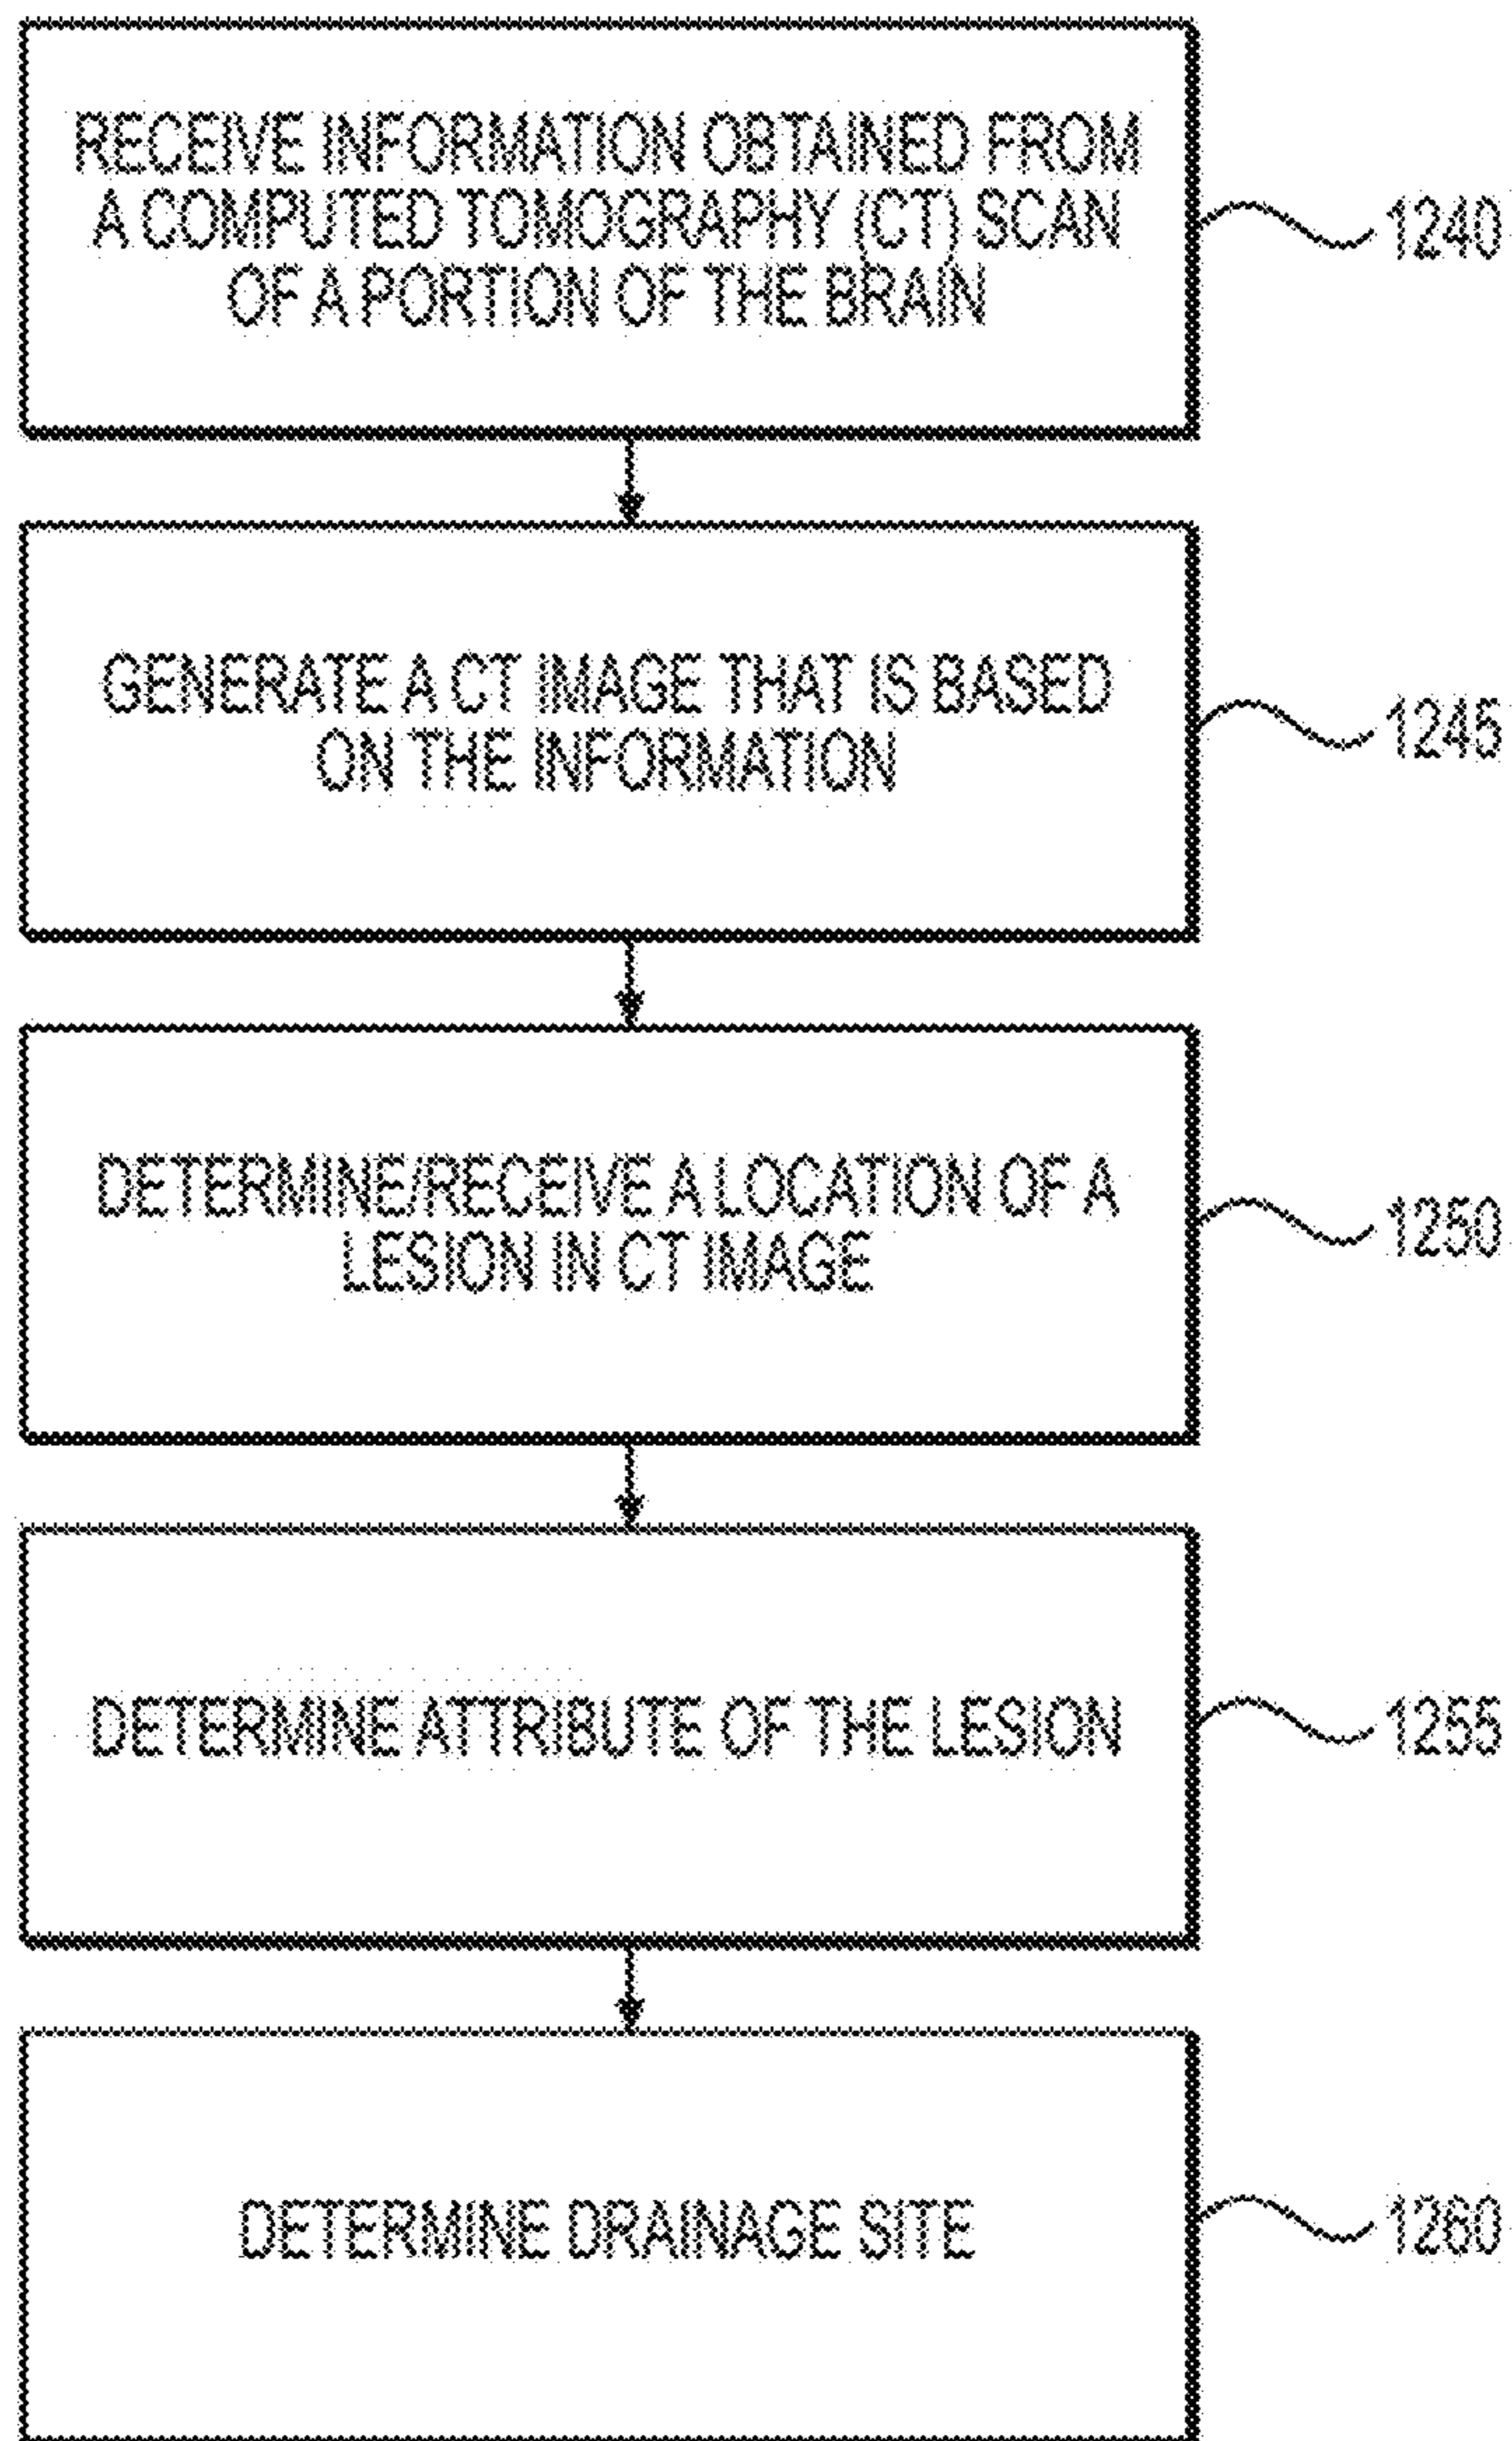 RECEIVE INFORMATION OBTAINED FROM
A COMPUTED TOMOGRAPHY (CT) SCAN
OF A PORTION OF THE BRAIN
1240
GENERATE A CT IMAGE THAT IS BASED
ON THE INFORMATION
1245
DETERMINE/RECEIVE A LOCATION OF A
LESION IN CT IMAGE
1250
DETERMINE ATTRIBUTE OF THE LESION
1255
DETERMINE DRAINAGE SITE
1260